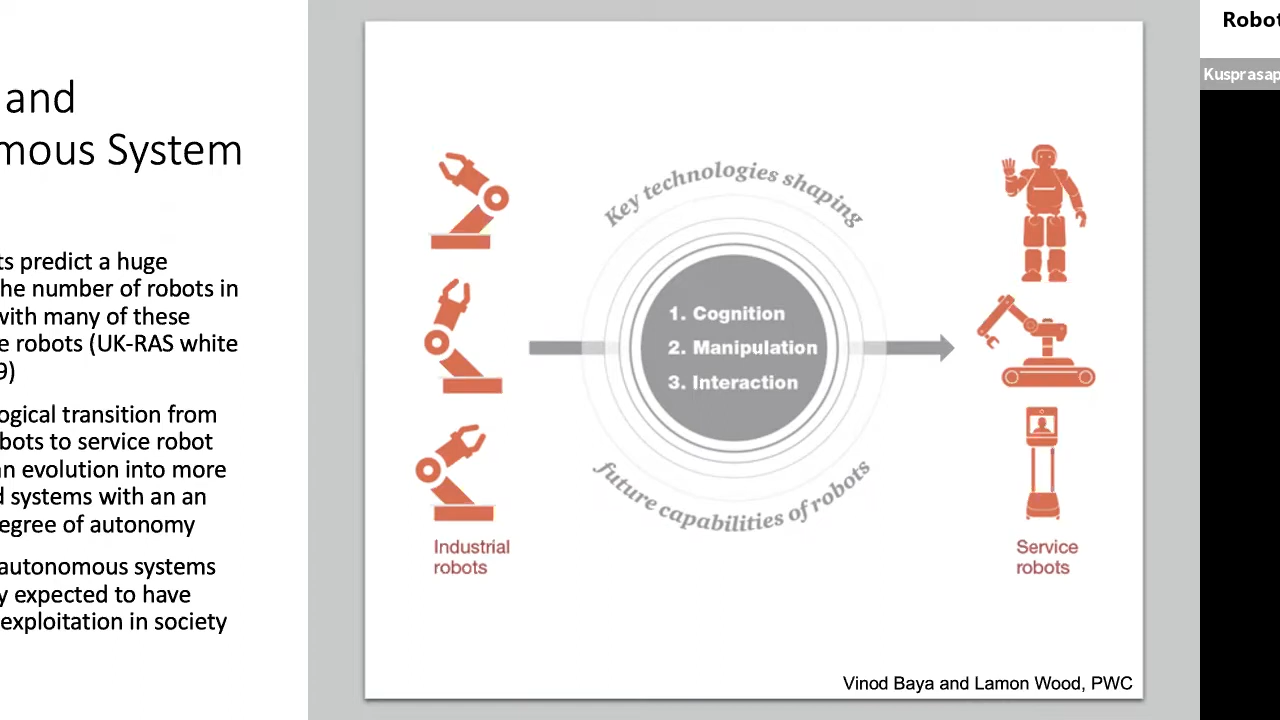 and
mous System
ts predict a huge
he number of robots in
with many of these
e robots (UK-RAS white
9)
ogical transition from
bots to service robot
an evolution into more
d systems with an an
egree of autonomy
autonomous systems
y expected to have
exploitation in society
Key technologies shaping
1. Cognition
2. Manipulation
3. Interaction
future capabilities of robots
Industrial
robots
Service
robots
Vinod Baya and Lamon Wood, PWC
Robot
Kusprasap